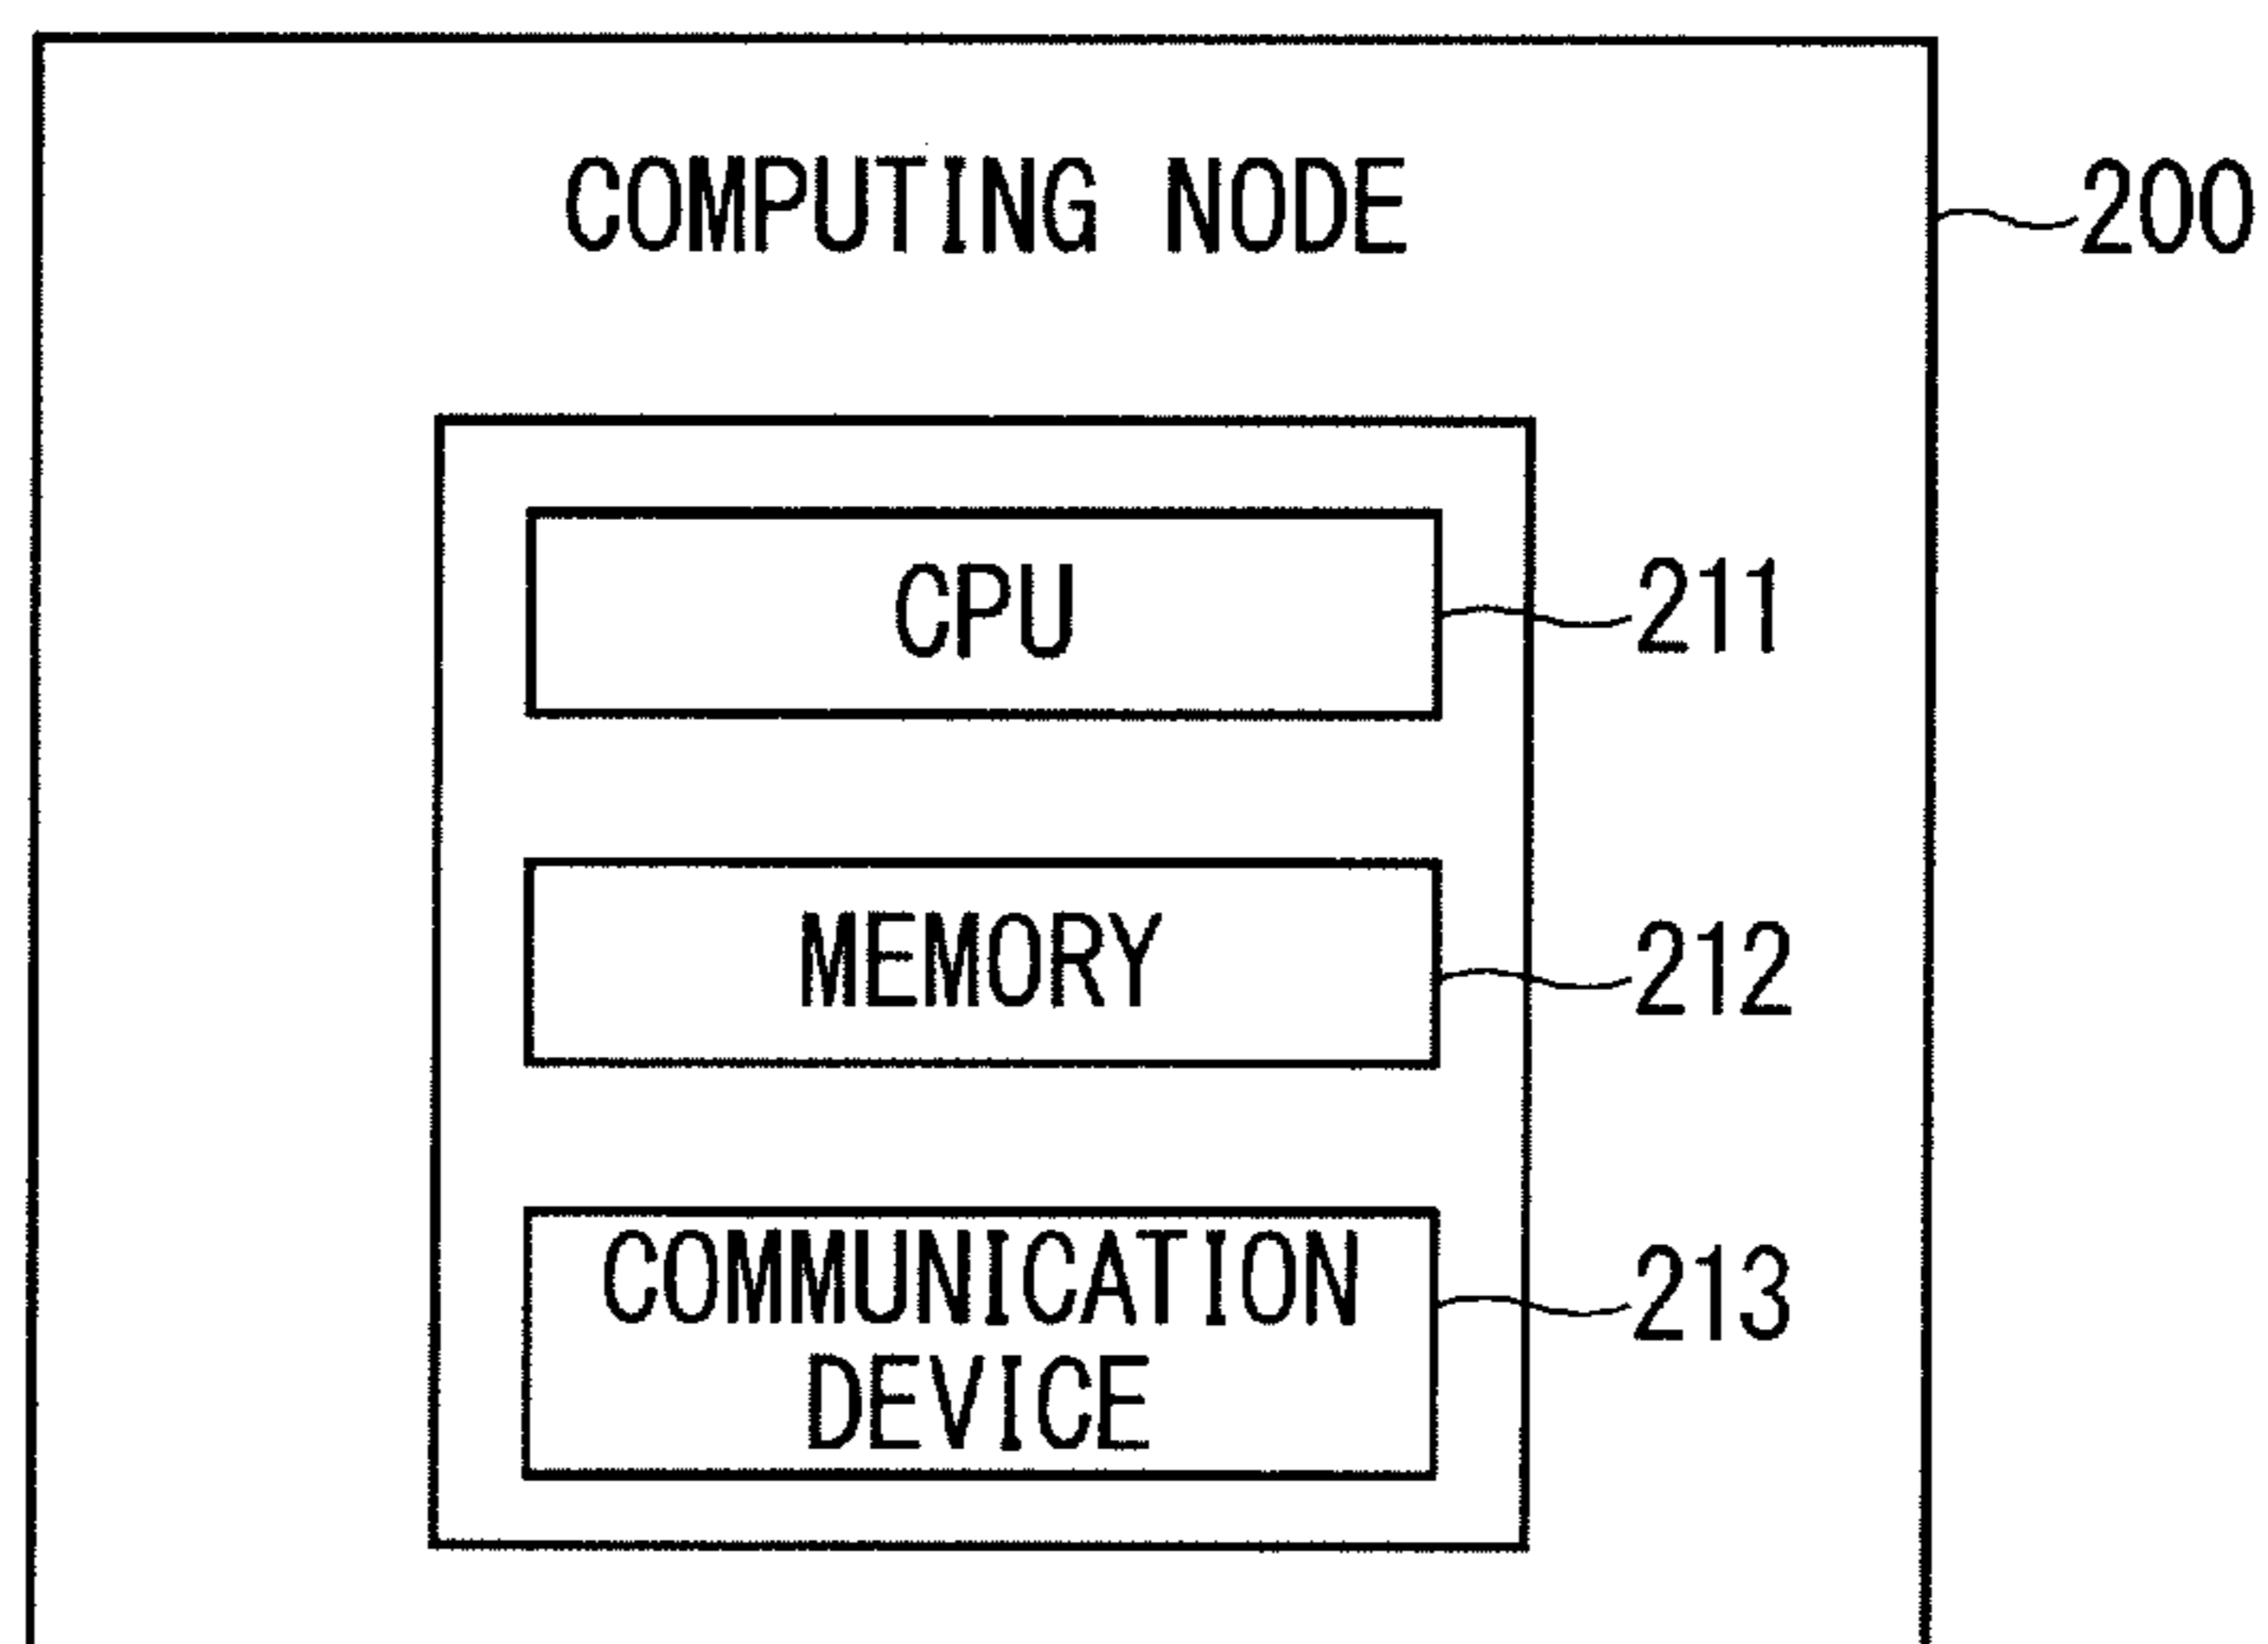 COMPUTING NODE
200
CPU
211
MEMORY
212
COMMUNICATION
DEVICE
213